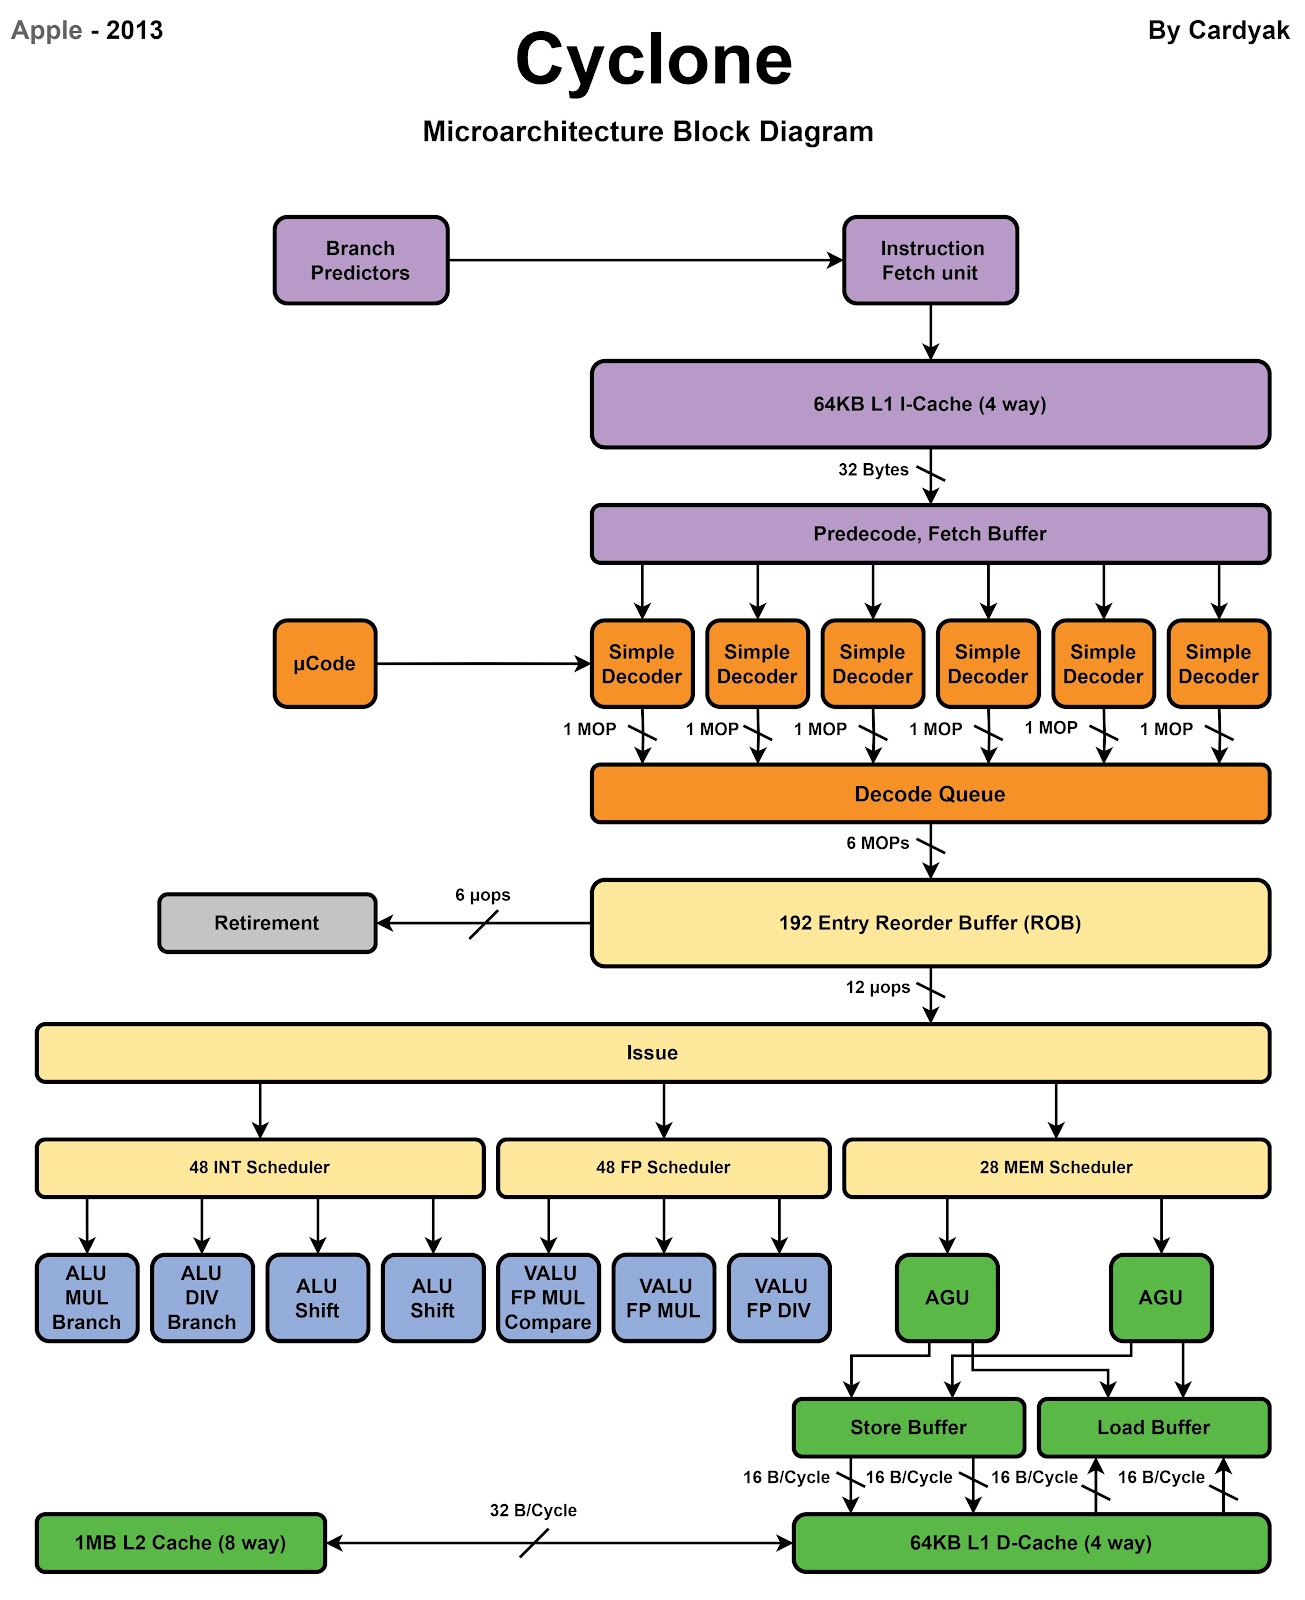 Apple - 2013
By Cardyak
Cyclone
Microarchitecture Block Diagram
Branch
Predictors
Instruction
Fetch unit
64KB L1 I-Cache (4 way)
32 Bytes
Predecode, Fetch Buffer
µCode
Simple
Decoder
Simple
Decoder
Simple
Decoder
Simple
Decoder
Simple
Decoder
Simple
Decoder
1 MOP
1 MOP
1 MOP
1 MOP
1 MOP
1 MOP
Decode Queue
6 MOPs
Retirement
6 µops
192 Entry Reorder Buffer (ROB)
12 µops
Issue
48 INT Scheduler
48 FP Scheduler
28 MEM Scheduler
ALU
MUL
Branch
ALU
DIV
Branch
ALU
Shift
ALU
Shift
VALU
FP MUL
Compare
VALU
FP MUL
VALU
FP DIV
AGU
AGU
Store Buffer
Load Buffer
16 B/Cycle
16 B/Cycle
16 B/Cycle
16 B/Cycle
32 B/Cycle
1MB L2 Cache (8 way)
64KB L1 D-Cache (4 way)